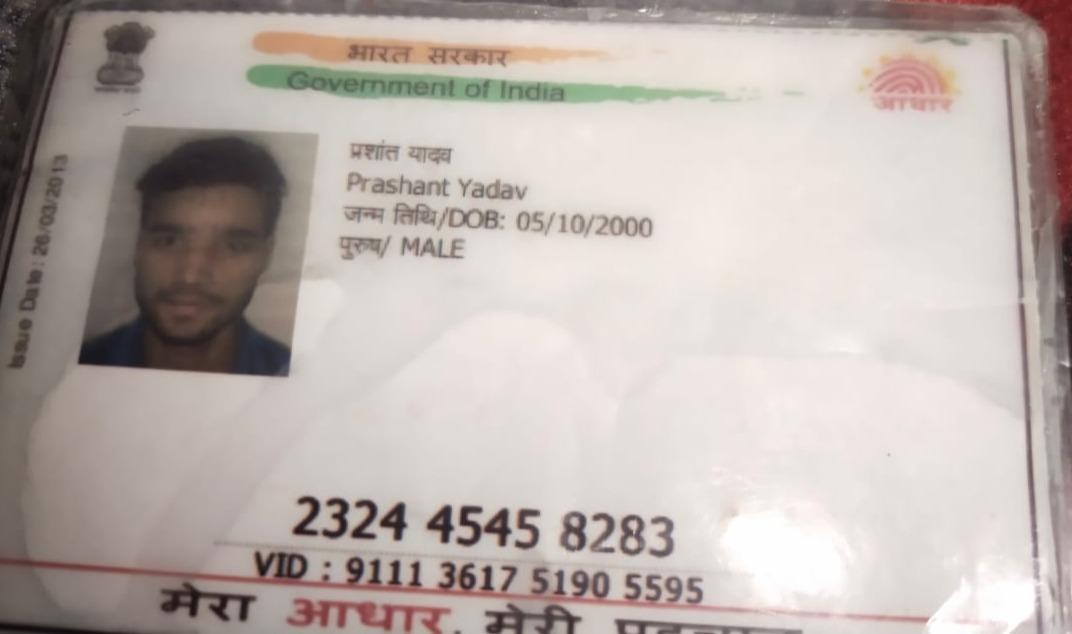 भारत सरकार
Government of India
आधार
Issue Date: 26/03/2013
प्रशांत यादव
Prashant Yadav
जन्म तिथि/DOB: 05/10/2000
पुरुष/ MALE
2324 4545 8283
VID : 9111 3617 5190 5595
मेरा आधार, मेरी